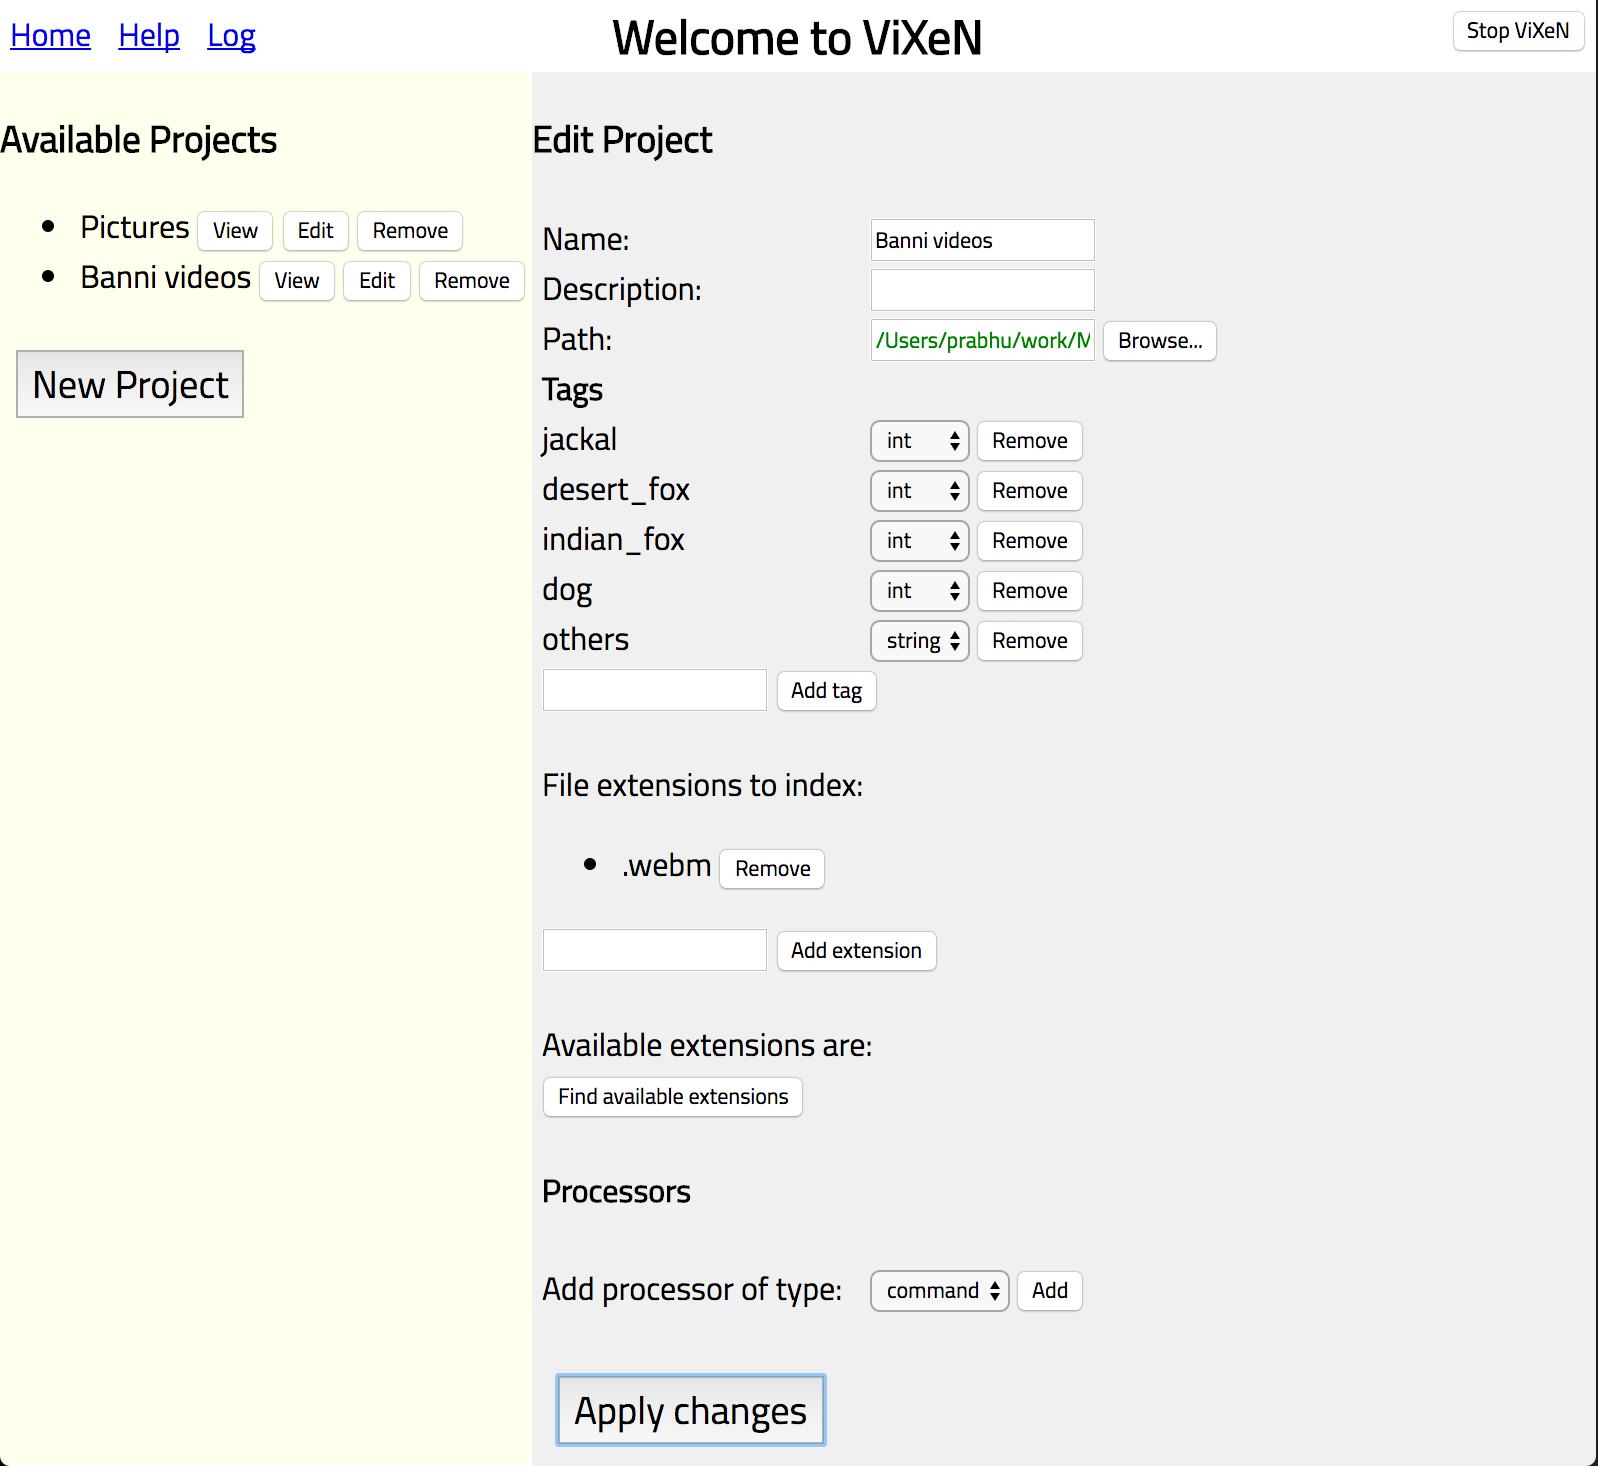 Home Help Log Welcome to ViXeN Stop ViXeN
Available Projects
Pictures View Edit Remove
Banni videos View Edit Remove
New Project
Edit Project
Name: Banni videos
Description:
Path: /Users/prabhu/work/M Browse...
Tags
jackal int Remove
desert_fox int Remove
indian_fox int Remove
dog int Remove
others string Remove
Add tag
File extensions to index:
.webm Remove
Add extension
Available extensions are:
Find available extensions
Processors
Add processor of type: command Add
Apply changes